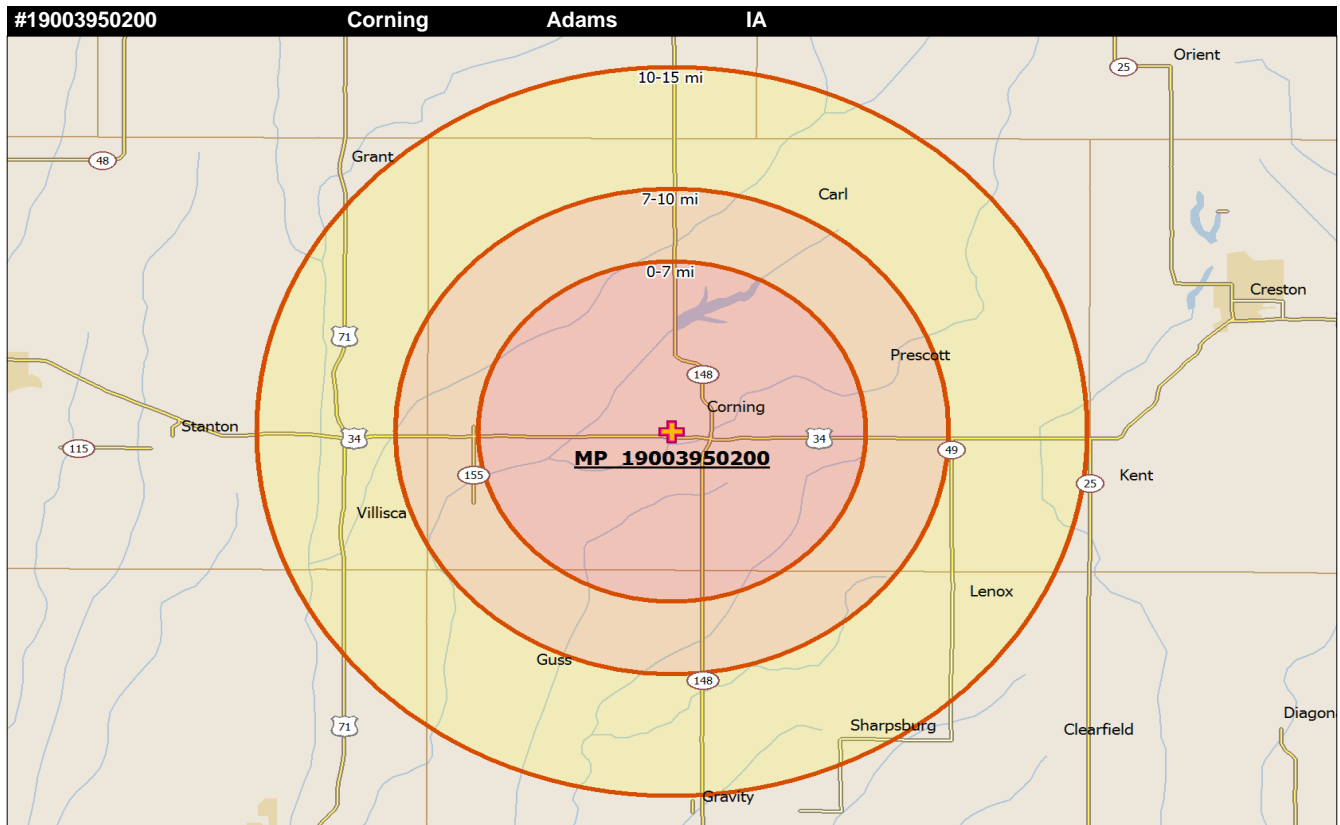 #19003950200 Corning Adams IA
Orient
25
10-15 mi
48
Grant
Carl
7-10 mi
0-7 mi
Creston
71
Prescott
148
Corning
Stanton
34
34
115
MP 19003950200
49
155
Kent
25
Villisca
Lenox
Guss
148
Diagon
71
Sharpsburg
Clearfield
Gravity